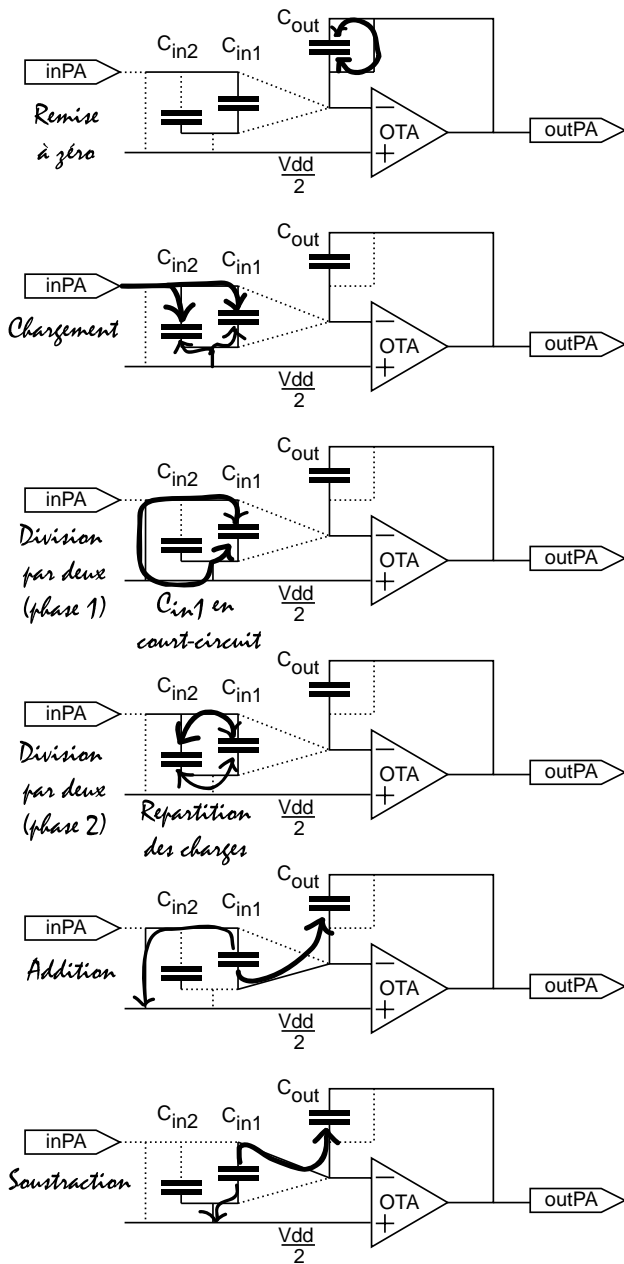 C_out
C_in2 C_in1
inPA
Remise
à zéro
OTA
−
+
outPA
Vdd
2
C_out
C_in2 C_in1
inPA
Chargement
OTA
−
+
outPA
Vdd
2
C_out
C_in2 C_in1
inPA
Division
par deux
(phase 1)
OTA
−
+
outPA
Vdd
2
Cin1 en
court-circuit
C_out
C_in2 C_in1
inPA
Division
par deux
(phase 2)
OTA
−
+
outPA
Vdd
2
Repartition
des charges
C_out
C_in2 C_in1
inPA
Addition
OTA
−
+
outPA
Vdd
2
C_out
C_in2 C_in1
inPA
Soustraction
OTA
−
+
outPA
Vdd
2